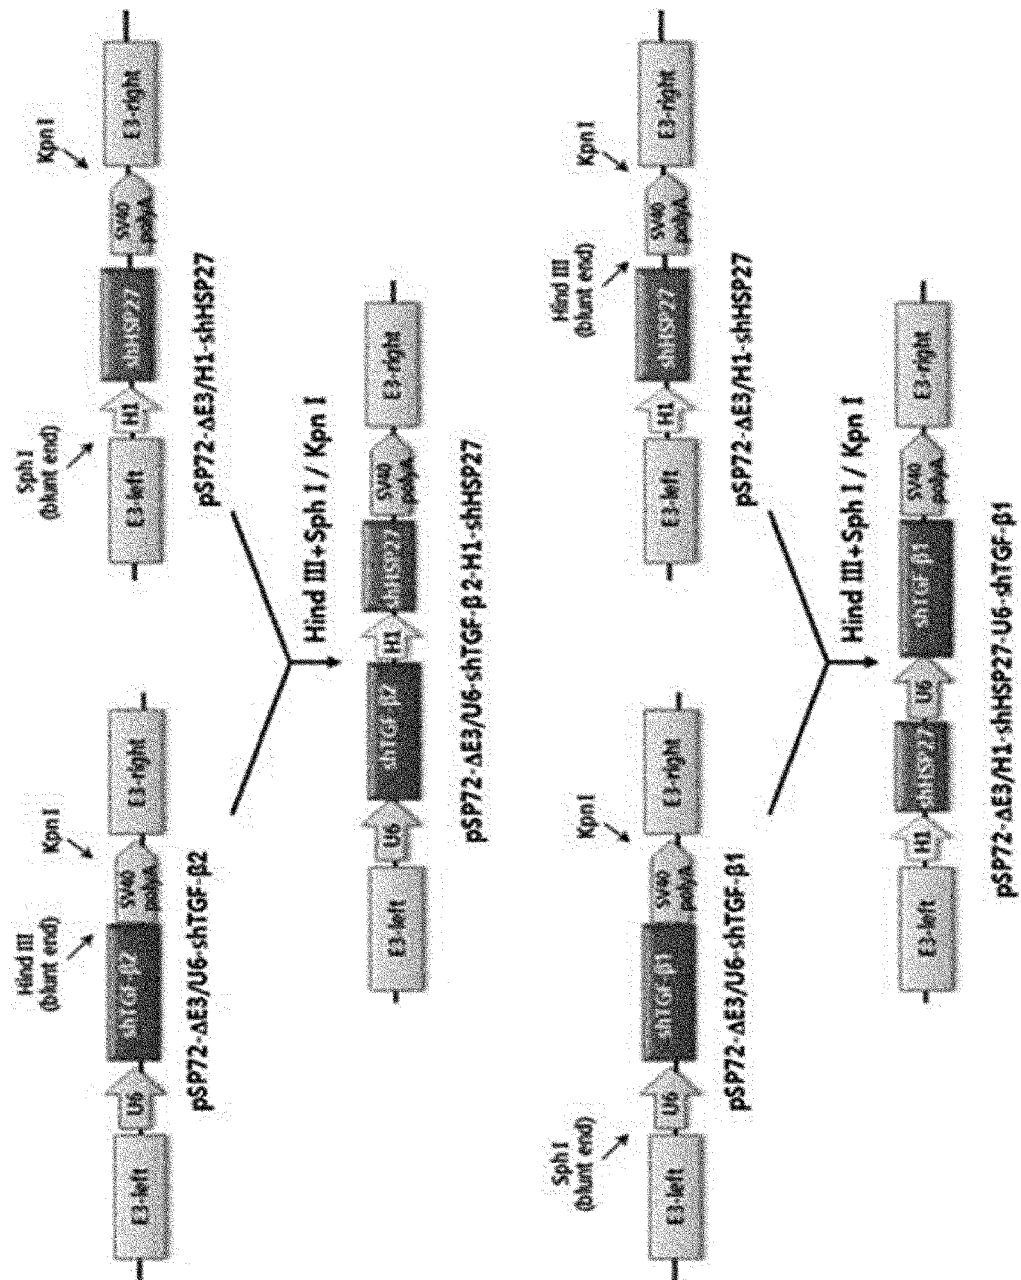 Hind III
(blunt end)
Kpn I
E3-left
U6
shTGF-β2
SV40
polyA
E3-right
pSP72-ΔE3/U6-shTGF-β2
Sph I
(blunt end)
Kpn I
E3-left
H1
shHSP27
SV40
polyA
E3-right
pSP72-ΔE3/H1-shHSP27
Hind III+Sph I / Kpn I
E3-left
U6
shTGF-β2
H1
shHSP27
SV40
polyA
E3-right
pSP72-ΔE3/U6-shTGF-β2-H1-shHSP27
Sph I
(blunt end)
Kpn I
E3-left
U6
shTGF-β1
SV40
polyA
E3-right
pSP72-ΔE3/U6-shTGF-β1
Hind III
(blunt end)
Kpn I
E3-left
H1
shHSP27
SV40
polyA
E3-right
pSP72-ΔE3/H1-shHSP27
Hind III+Sph I / Kpn I
E3-left
H1
shHSP27
U6
shTGF-β1
SV40
polyA
E3-right
pSP72-ΔE3/H1-shHSP27-U6-shTGF-β1